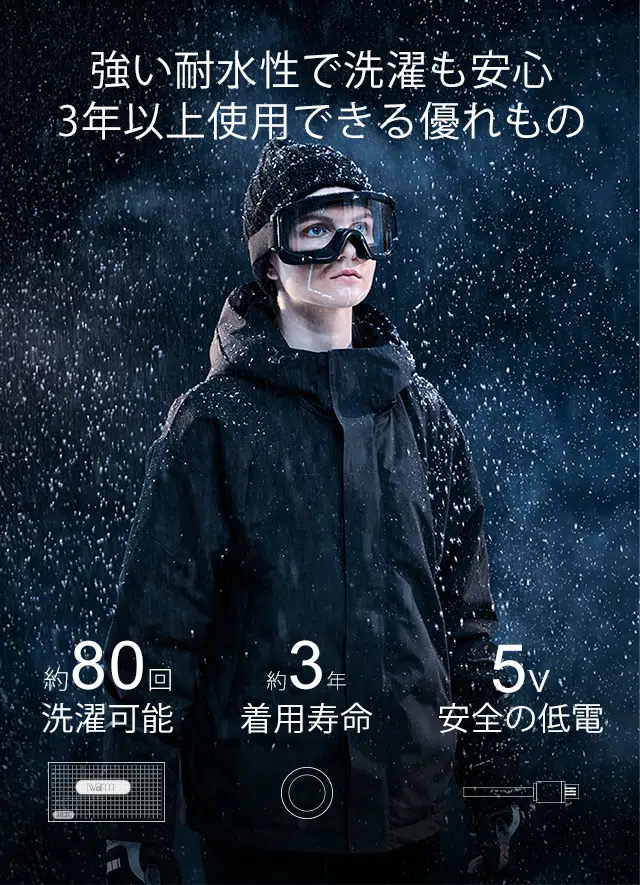 強い耐水性で洗濯も安心
3年以上使用できる優れもの
約80回
洗濯可能
約3年
着用寿命
5V
安全の低電